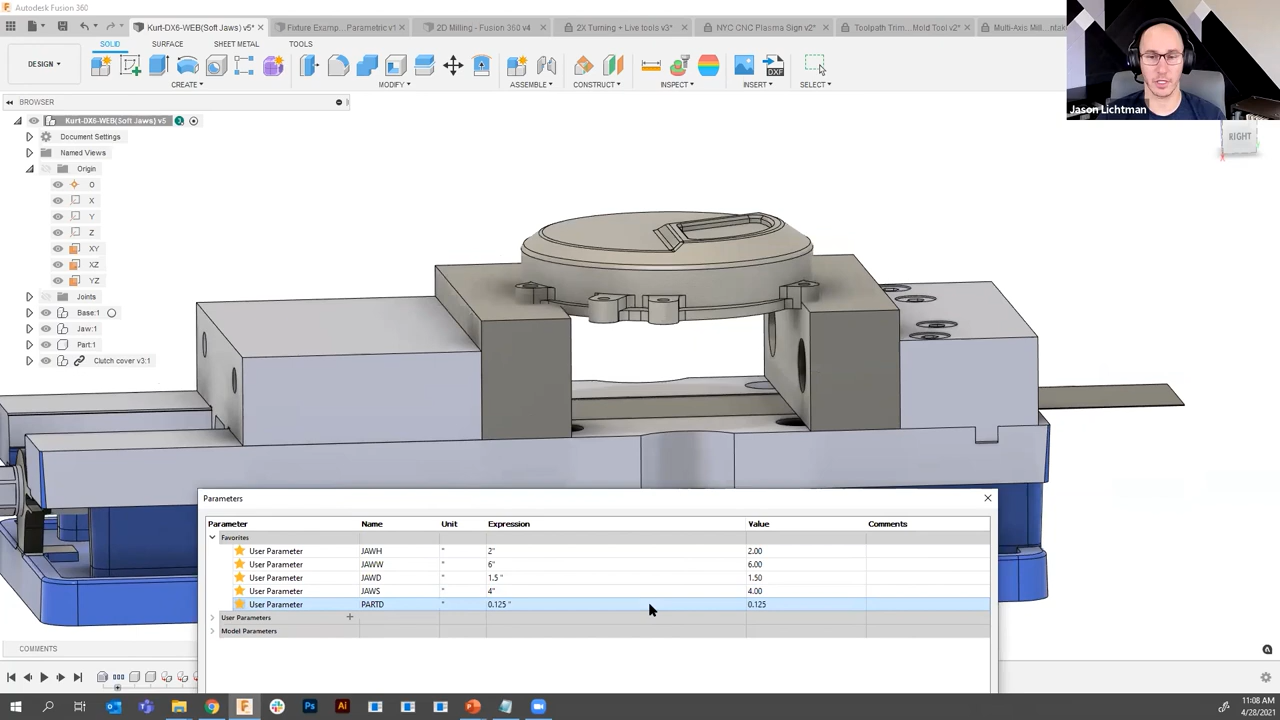 Autodesk Fusion 360
Kurt-DX6-WEB(Soft Jaws) v5*
Fixture Examp...Parametric v1
2D Milling - Fusion 360 v4
2X Turning + Live tools v3*
NYC CNC Plasma Sign v2*
Toolpath Trim...Mold Tool v2*
SOLID
SURFACE
SHEET METAL
TOOLS
DESIGN
CREATE
MODIFY
ASSEMBLE
CONSTRUCT
INSPECT
INSERT
SELECT
DXF
Jason Lichtman
RIGHT
BROWSER
Kurt-DX6-WEB(Soft Jaws) v5
Document Settings
Named Views
Origin
O
X
Y
Z
XY
XZ
YZ
Joints
Base:1
Jaw:1
Part:1
Clutch cover v3:1
Parameters
Parameter Name Unit Expression Value Comments
Favorites
User Parameter JAWH " 2" 2.00
User Parameter JAWW " 6" 6.00
User Parameter JAWD " 1.5 " 1.50
User Parameter JAWS " 4" 4.00
User Parameter PARTD " 0.125 " 0.125
User Parameters
Model Parameters
COMMENTS
11:08 AM
4/28/2021